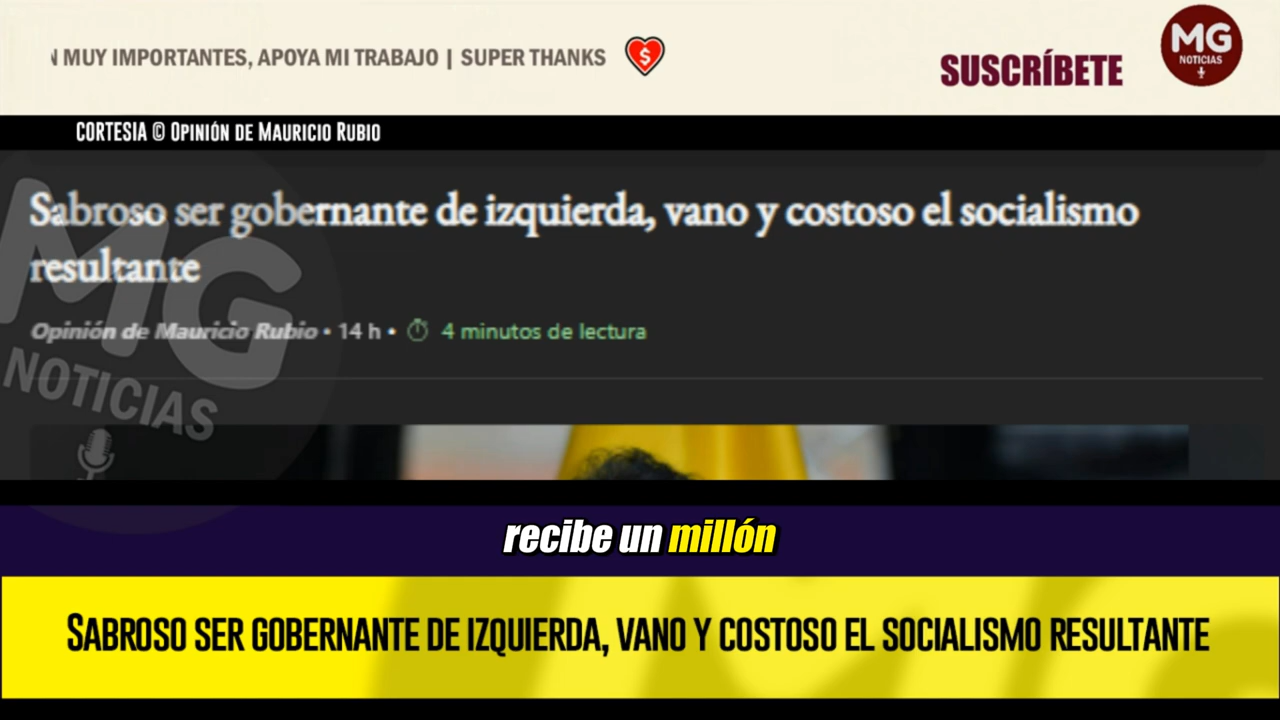 N MUY IMPORTANTES, APOYA MI TRABAJO | SUPER THANKS
SUSCRÍBETE
MG
NOTICIAS
CORTESIA © OPINIÓN DE MAURICIO RUBIO
Sabroso ser gobernante de izquierda, vano y costoso el socialismo
resultante
Opinión de Mauricio Rubio • 14 h • 4 minutos de lectura
MG
NOTICIAS
recibe un millón
SABROSO SER GOBERNANTE DE IZQUIERDA, VANO Y COSTOSO EL SOCIALISMO RESULTANTE